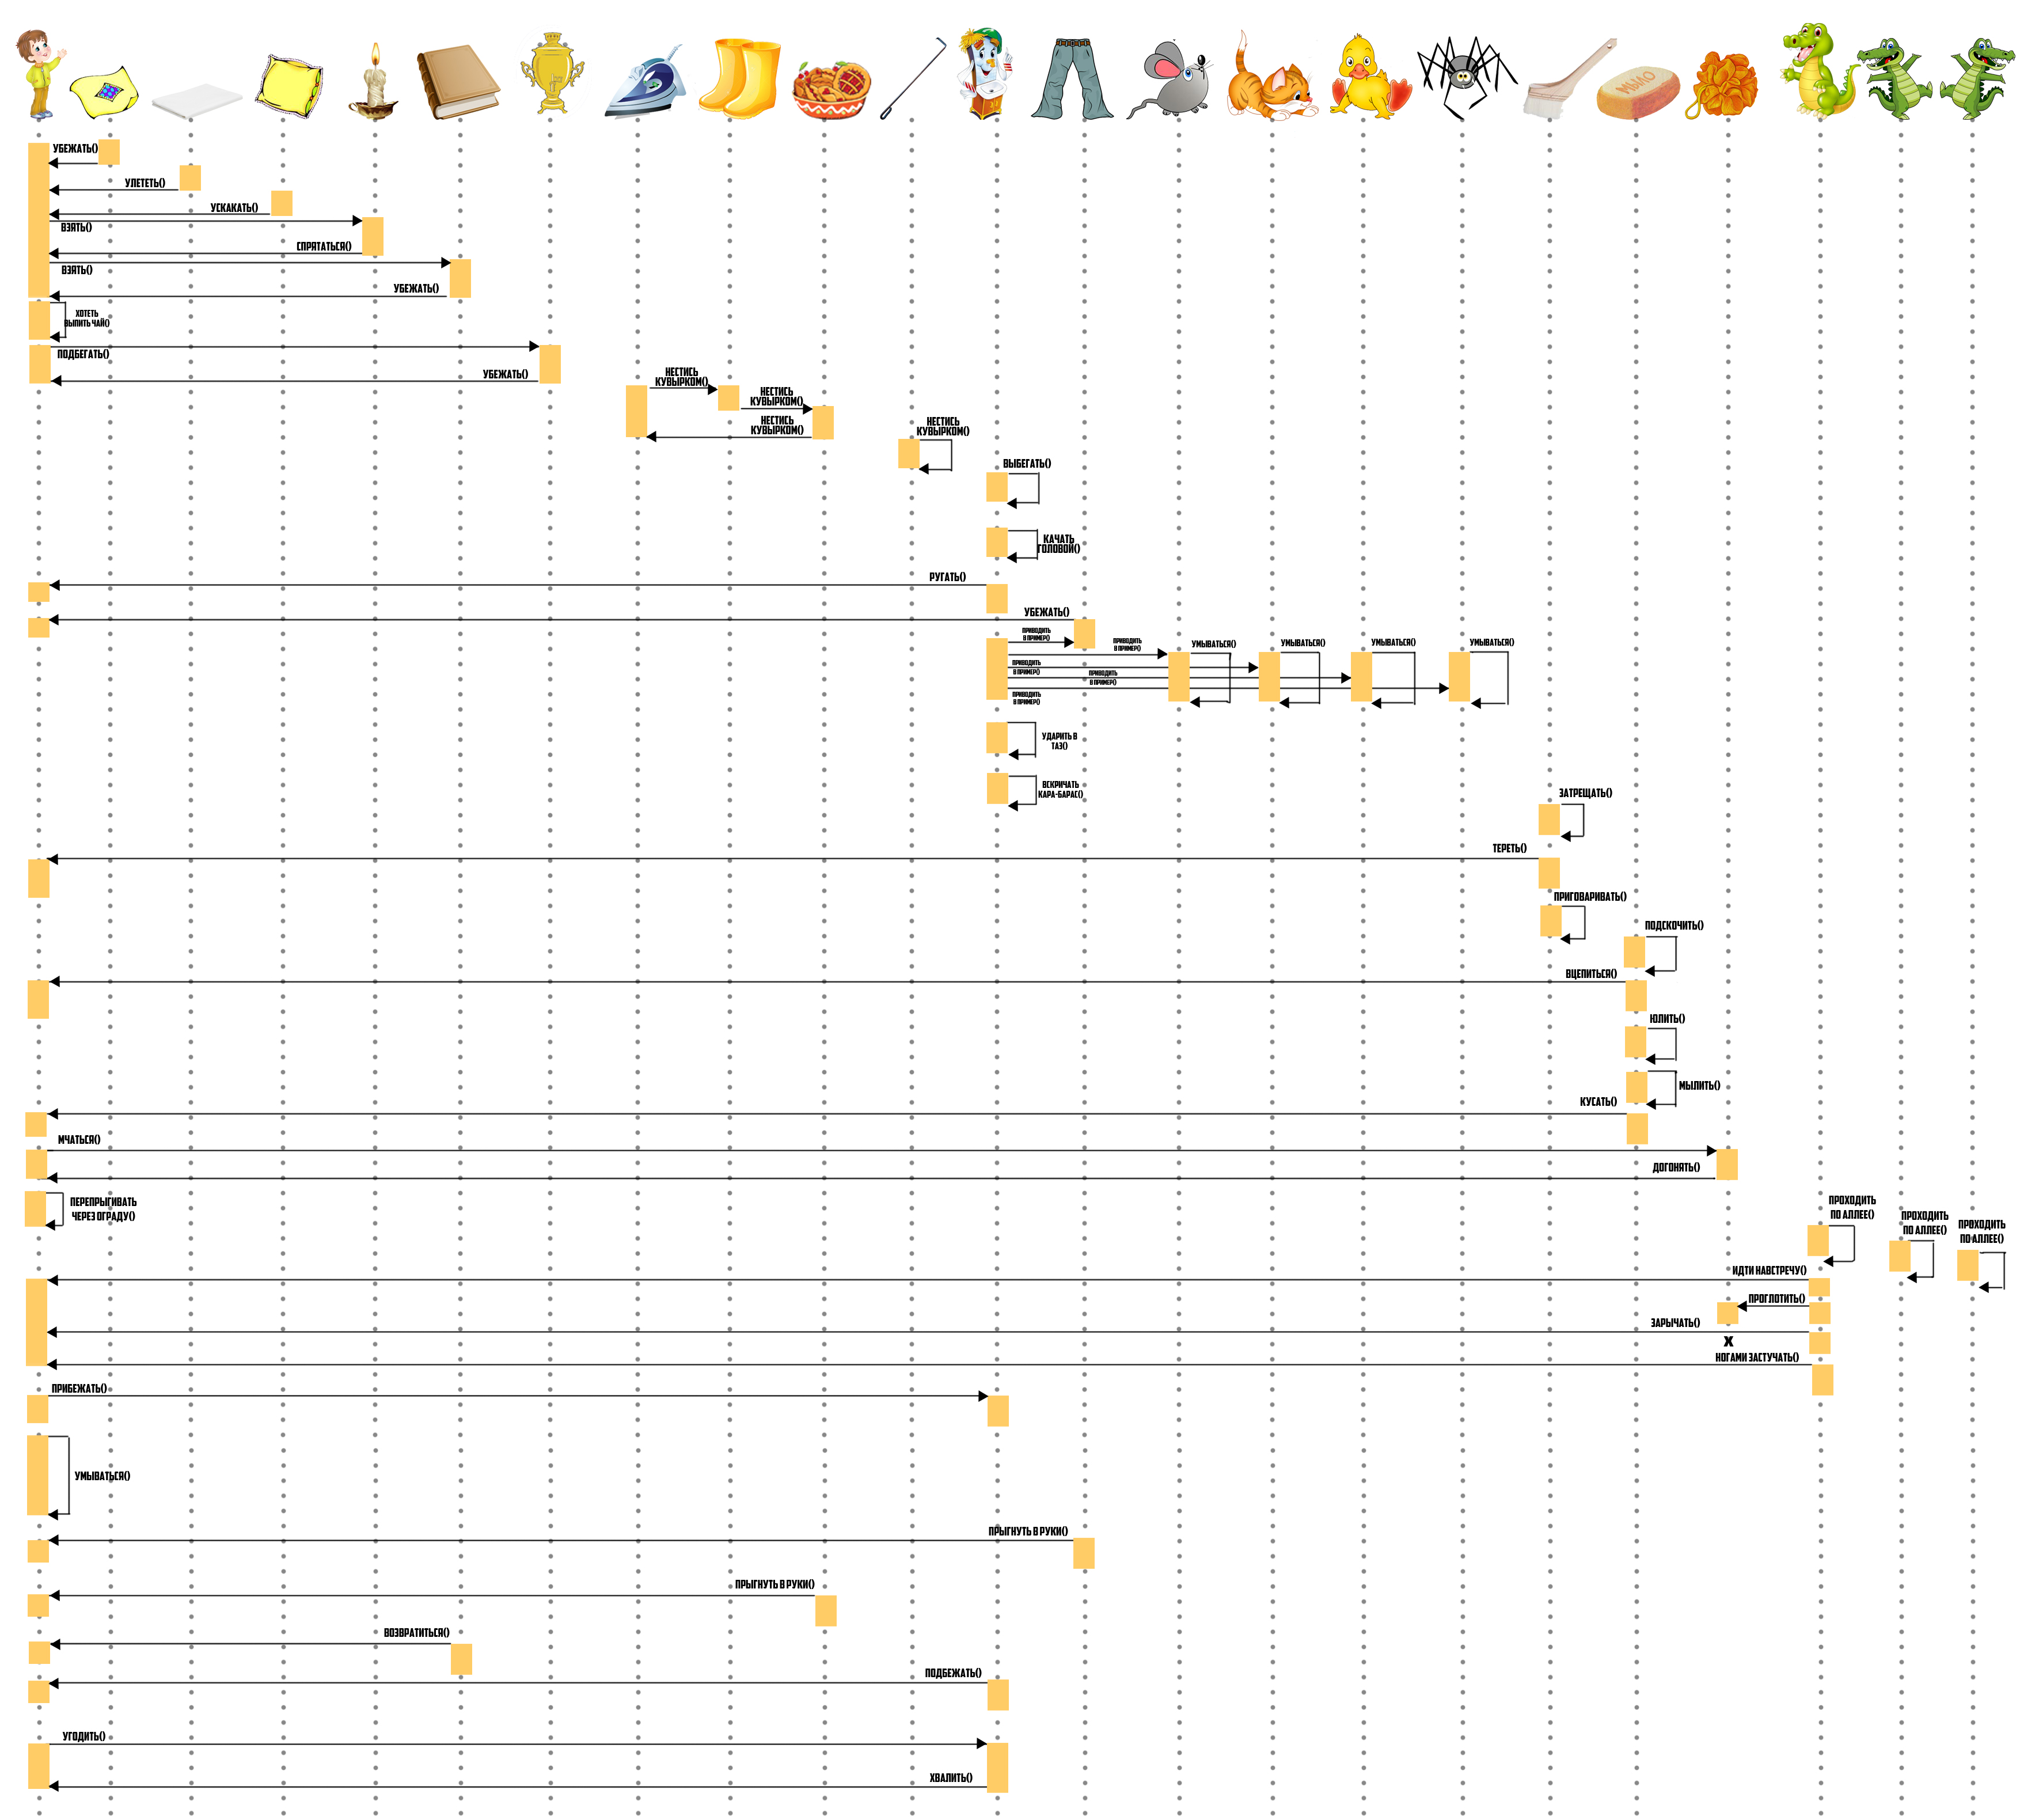 МЫЛО
УБЕЖАТЬ()
УЛЕТЕТЬ()
УСКАКАТЬ()
ВЗЯТЬ()
СПРЯТАТЬСЯ()
ВЗЯТЬ()
УБЕЖАТЬ()
ХОТЕТЬ
ВЫПИТЬ ЧАЙ()
ПОДБЕГАТЬ()
УБЕЖАТЬ()
НЕСТИСЬ
КУВЫРКОМ()
НЕСТИСЬ
КУВЫРКОМ()
НЕСТИСЬ
КУВЫРКОМ()
НЕСТИСЬ
КУВЫРКОМ()
ВЫБЕГАТЬ()
КАЧАТЬ
ГОЛОВОЙ()
РУГАТЬ()
УБЕЖАТЬ()
ПРИВОДИТЬ
В ПРИМЕР()
ПРИВОДИТЬ
В ПРИМЕР()
УМЫВАТЬСЯ()
УМЫВАТЬСЯ()
УМЫВАТЬСЯ()
УМЫВАТЬСЯ()
ПРИВОДИТЬ
В ПРИМЕР()
ПРИВОДИТЬ
В ПРИМЕР()
ПРИВОДИТЬ
В ПРИМЕР()
УДАРИТЬ В
ТАЗ()
ВСКРИЧАТЬ
КАРА-БАРАС()
ЗАТРЕЩАТЬ()
ТЕРЕТЬ()
ПРИГОВАРИВАТЬ()
ПОДСКОЧИТЬ()
ВЦЕПИТЬСЯ()
ЮЛИТЬ()
МЫЛИТЬ()
КУСАТЬ()
МЧАТЬСЯ()
ДОГОНЯТЬ()
ПЕРЕПРЫГИВАТЬ
ЧЕРЕЗ ОГРАДУ()
ПРОХОДИТЬ
ПО АЛЛЕЕ()
ПРОХОДИТЬ
ПО АЛЛЕЕ()
ПРОХОДИТЬ
ПО АЛЛЕЕ()
ИДТИ НАВСТРЕЧУ()
ПРОГЛОТИТЬ()
ЗАРЫЧАТЬ()
X
НОГАМИ ЗАСТУЧАТЬ()
ПРИБЕЖАТЬ()
УМЫВАТЬСЯ()
ПРЫГНУТЬ В РУКИ()
ПРЫГНУТЬ В РУКИ()
ВОЗВРАТИТЬСЯ()
ПОДБЕЖАТЬ()
УГОДИТЬ()
ХВАЛИТЬ()